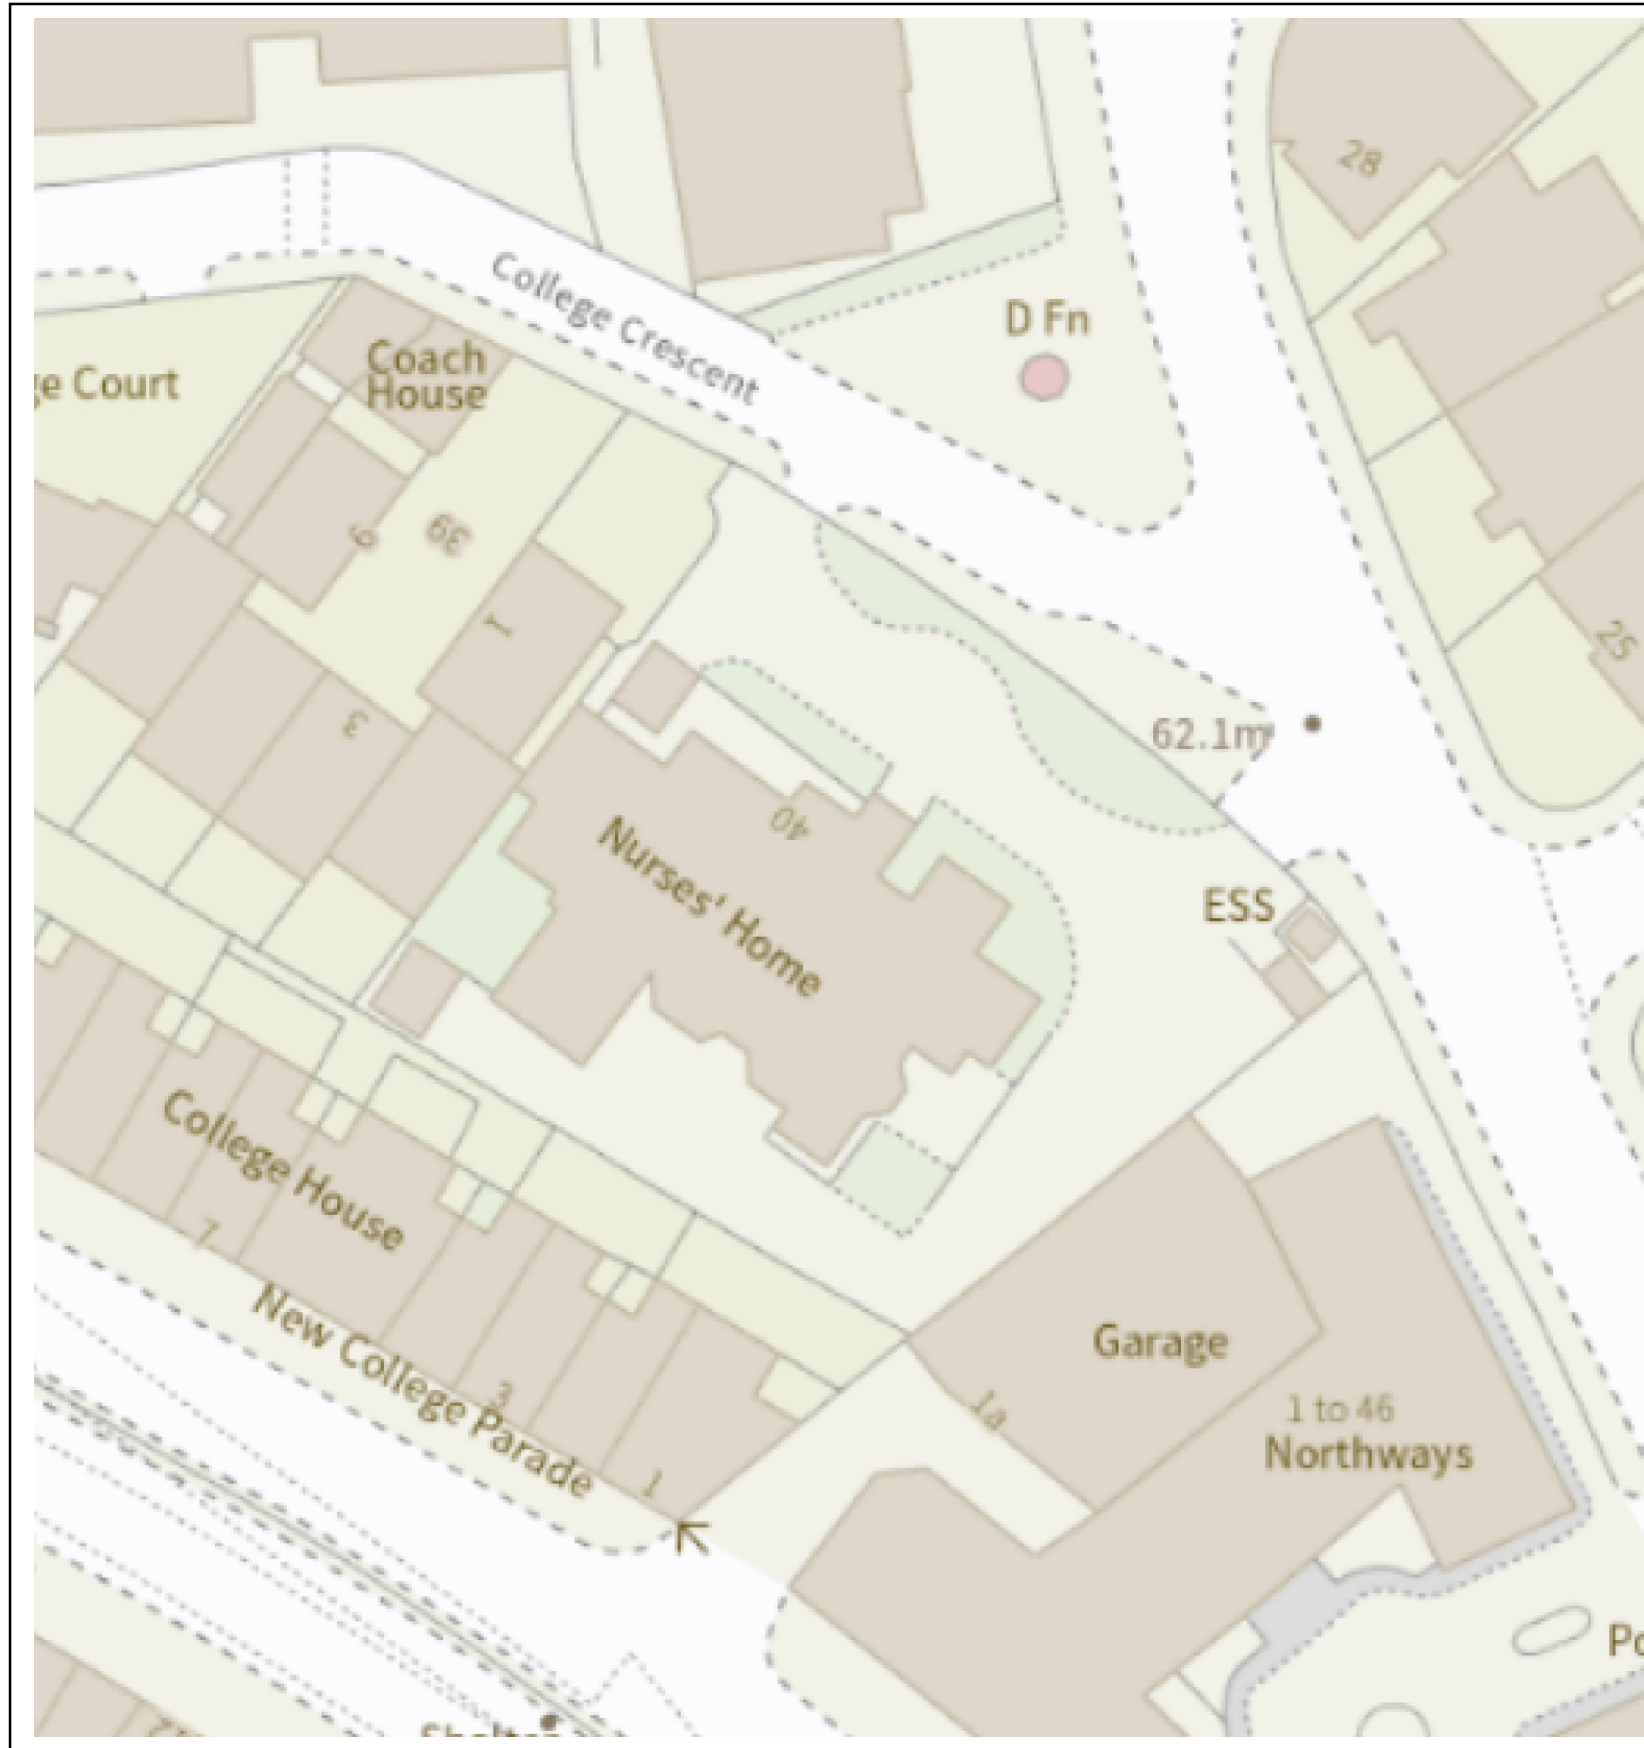 28
College Crescent
D Fn
Coach
House
ge Court
39
9
1
25
3
62.1m
40
Nurses' Home
ESS
College House
7
New College Parade
3
1
Garage
1a
1 to 46
Northways
Po